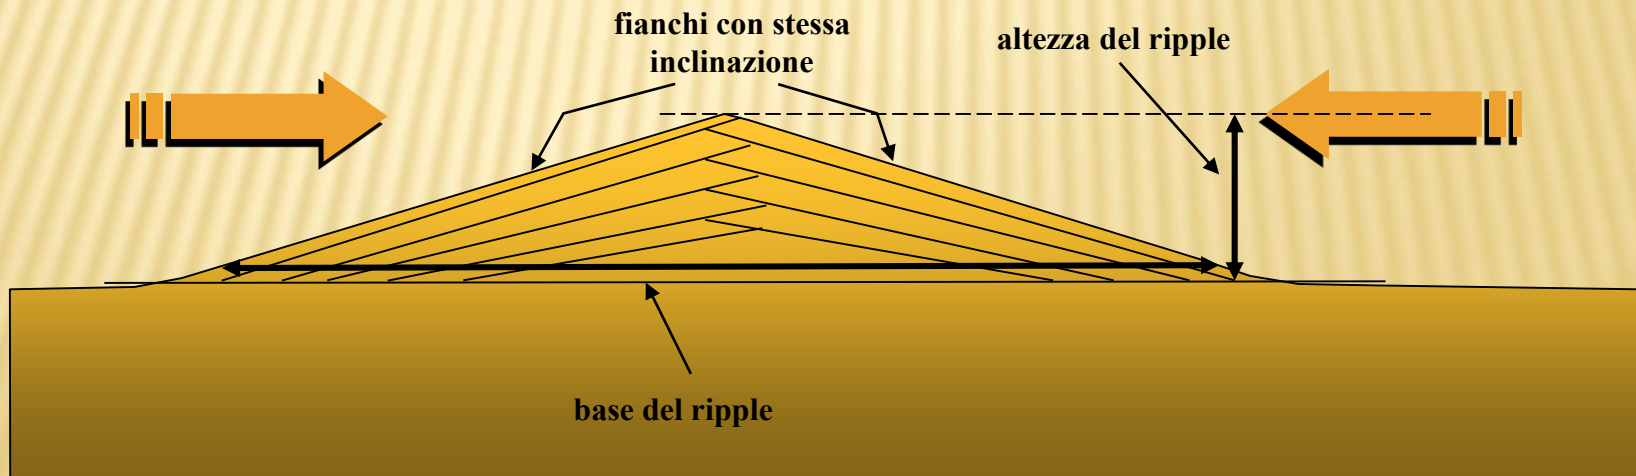 fianchi con stessa
inclinazione
altezza del ripple
base del ripple